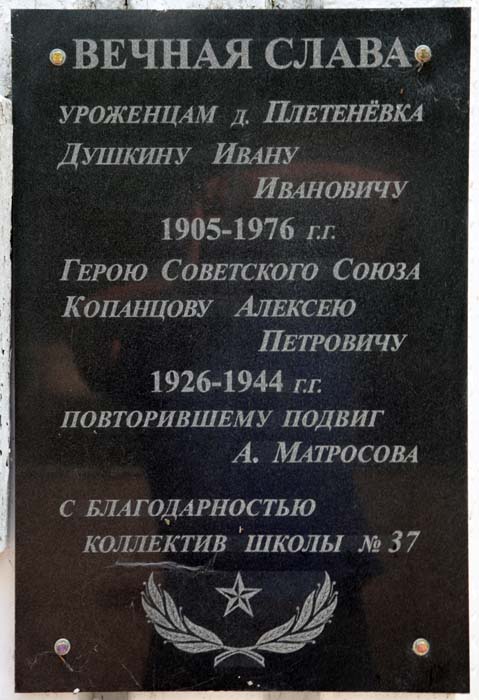 ВЕЧНАЯ СЛАВА
УРОЖЕНЦАМ Д. ПЛЕТЕНЁВКА
ДУШКИНУ ИВАНУ
ИВАНОВИЧУ
1905-1976 Г.Г.
ГЕРОЮ СОВЕТСКОГО СОЮЗА
КОПАНЦОВУ АЛЕКСЕЮ
ПЕТРОВИЧУ
1926-1944 Г.Г.
ПОВТОРИВШЕМУ ПОДВИГ
А. МАТРОСОВА
С БЛАГОДАРНОСТЬЮ
КОЛЛЕКТИВ ШКОЛЫ № 37